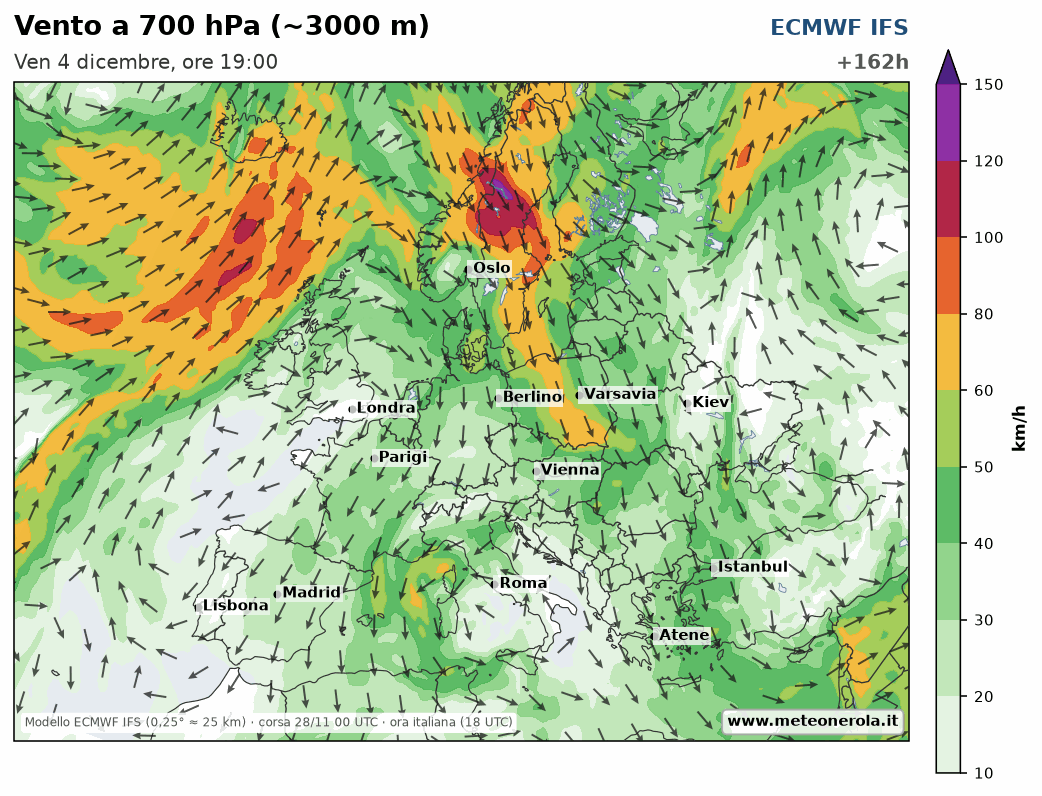 Vento a 700 hPa (~3000 m)
ECMWF IFS
Ven 4 dicembre, ore 19:00
+162h
150
120
100
80
60
50
40
30
20
10
km/h
Oslo
Berlino
Varsavia
Kiev
Londra
Parigi
Vienna
Istanbul
Roma
Madrid
Lisbona
Atene
Modello ECMWF IFS (0,25° ≈ 25 km) · corsa 28/11 00 UTC · ora italiana (18 UTC)
www.meteonerola.it